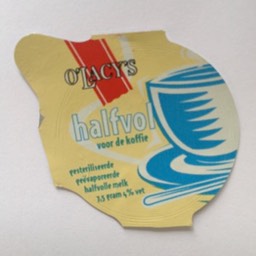 O'LACY'S
halfvol
voor de koffie
gesteriliseerde
geëvaporeerde
halfvolle melk
7,5 gram 4% vet